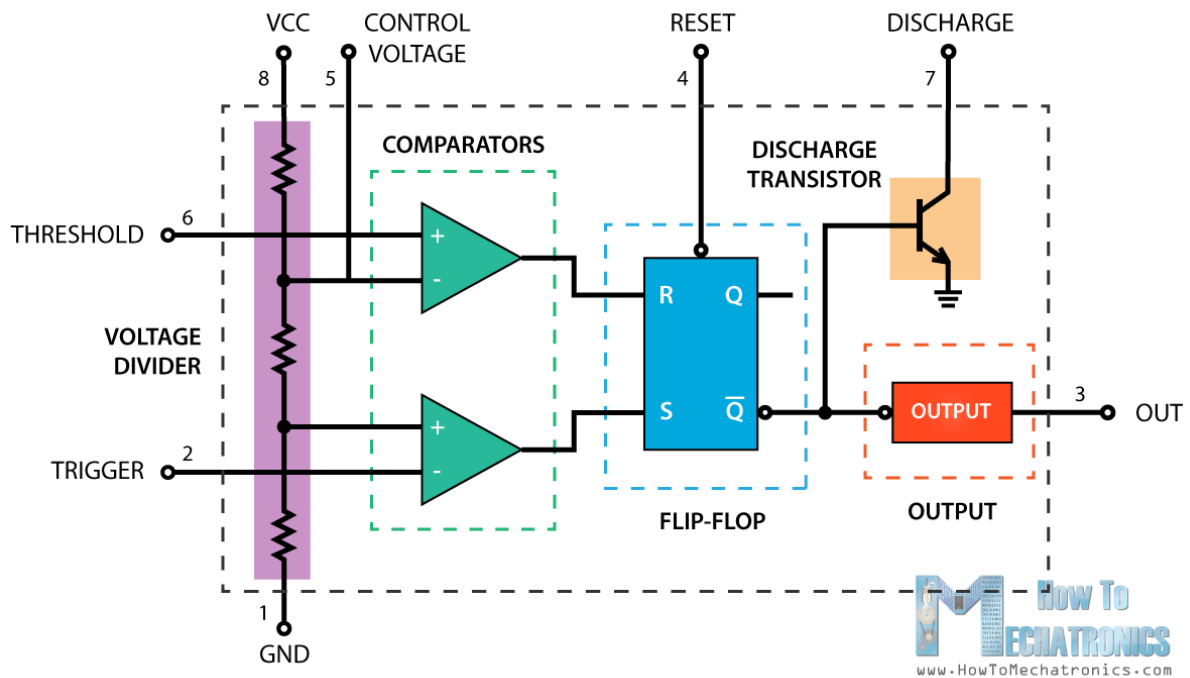 VCC
CONTROL
VOLTAGE
RESET
DISCHARGE
8
5
4
7
COMPARATORS
DISCHARGE
TRANSISTOR
THRESHOLD
6
+
-
R
Q
VOLTAGE
DIVIDER
S
Q̅
OUTPUT
3
OUT
+
-
TRIGGER
2
FLIP-FLOP
OUTPUT
1
GND
How To
MECHATRONICS
www.HowToMechatronics.com